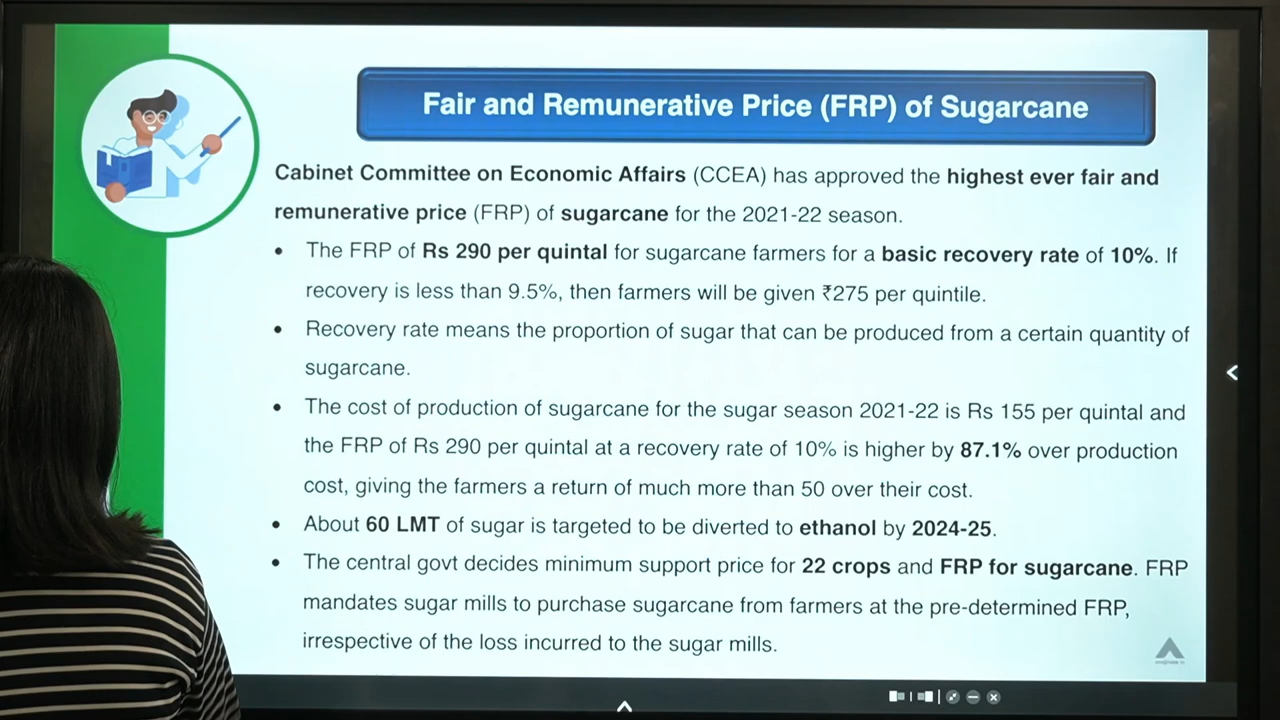 Fair and Remunerative Price (FRP) of Sugarcane
Cabinet Committee on Economic Affairs (CCEA) has approved the highest ever fair and
remunerative price (FRP) of sugarcane for the 2021-22 season.
• The FRP of Rs 290 per quintal for sugarcane farmers for a basic recovery rate of 10%. If
recovery is less than 9.5%, then farmers will be given ₹275 per quintile.
• Recovery rate means the proportion of sugar that can be produced from a certain quantity of
sugarcane.
• The cost of production of sugarcane for the sugar season 2021-22 is Rs 155 per quintal and
the FRP of Rs 290 per quintal at a recovery rate of 10% is higher by 87.1% over production
cost, giving the farmers a return of much more than 50 over their cost.
• About 60 LMT of sugar is targeted to be diverted to ethanol by 2024-25.
• The central govt decides minimum support price for 22 crops and FRP for sugarcane. FRP
mandates sugar mills to purchase sugarcane from farmers at the pre-determined FRP,
irrespective of the loss incurred to the sugar mills.